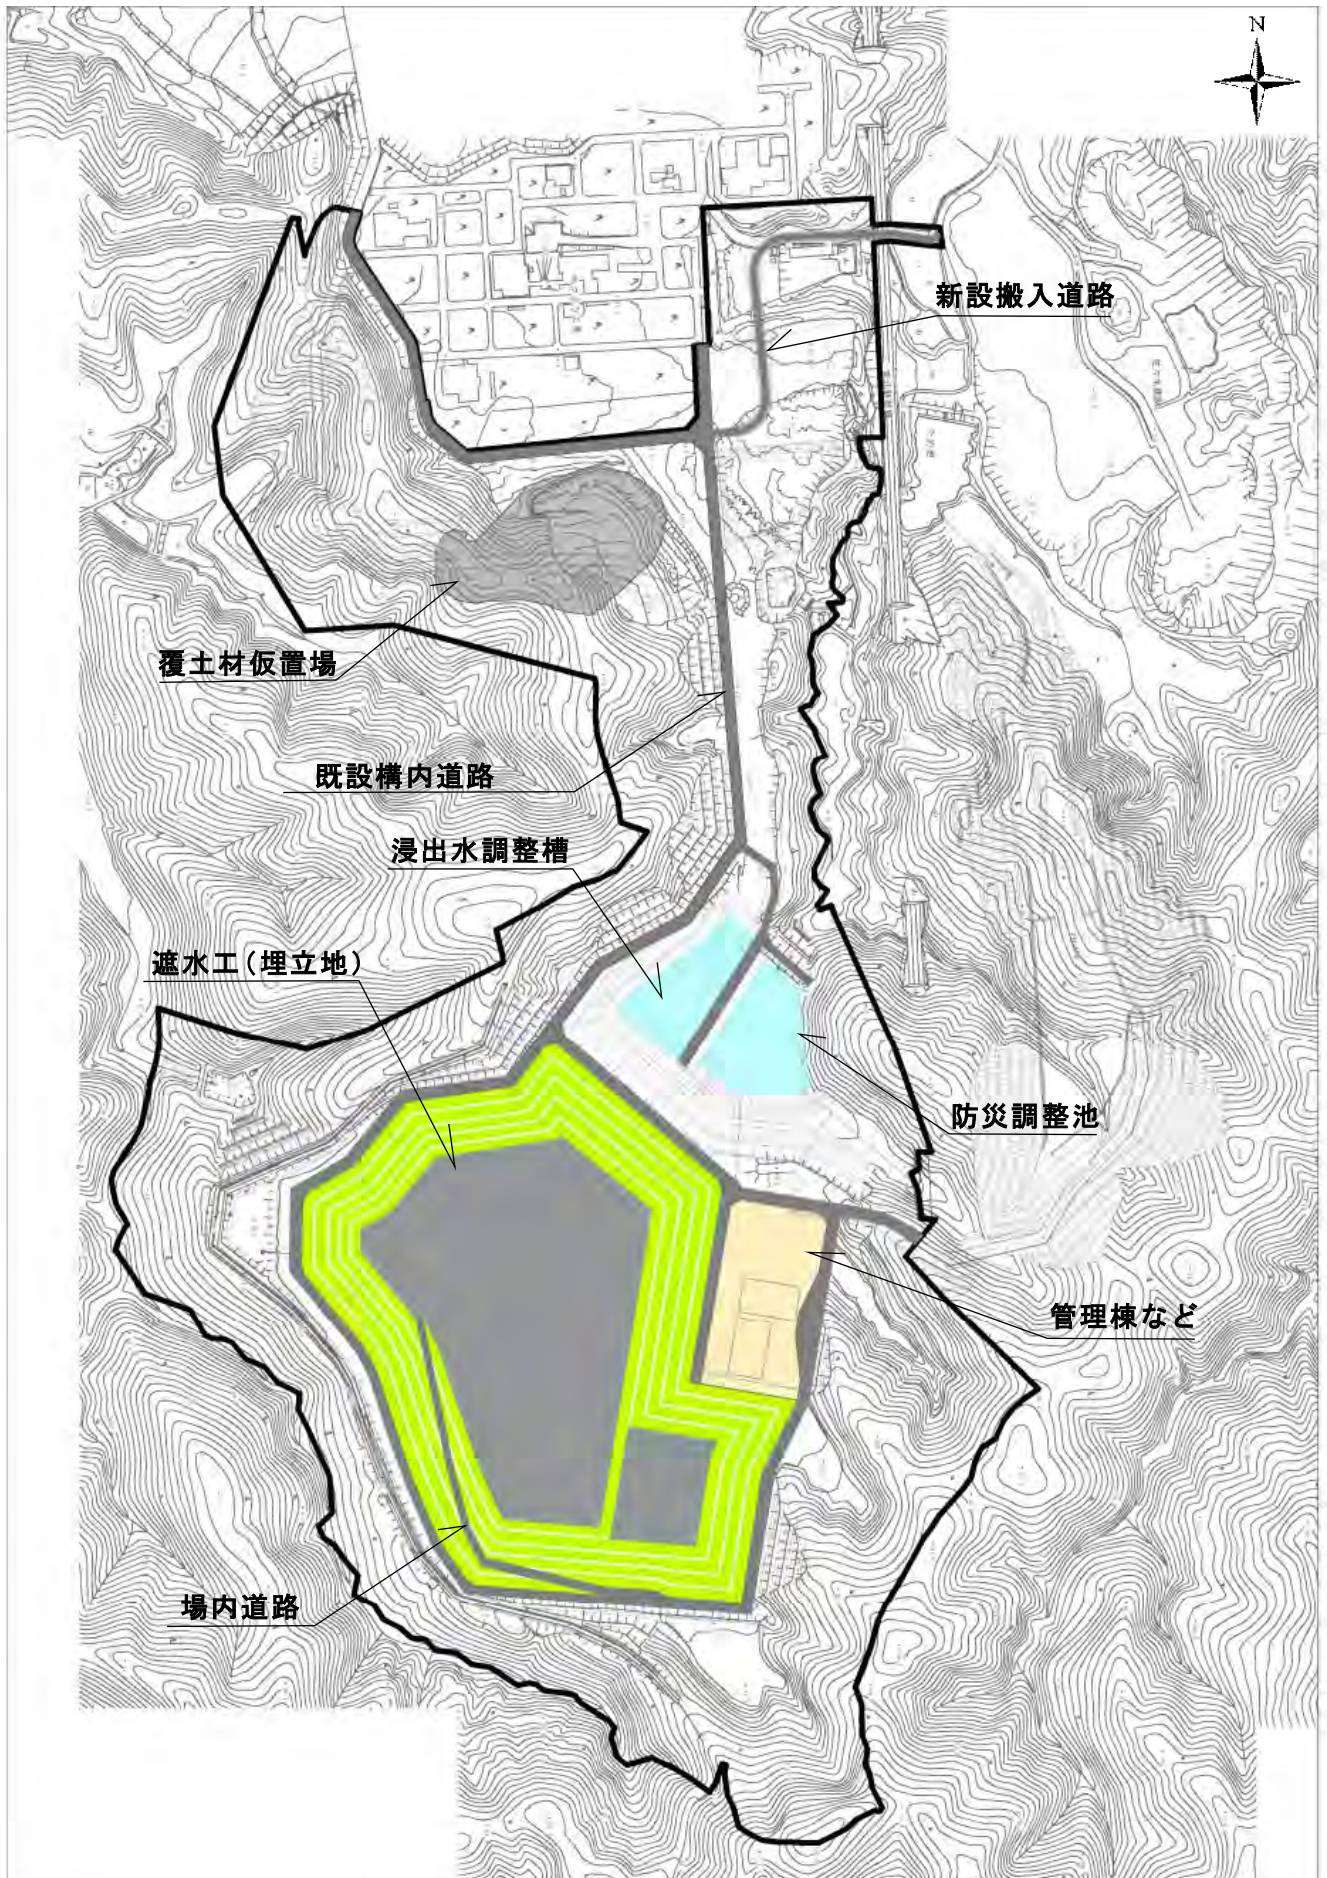 N
新設搬入道路
覆土材仮置場
既設構内道路
浸出水調整槽
遮水工(埋立地)
防災調整池
管理棟など
場内道路